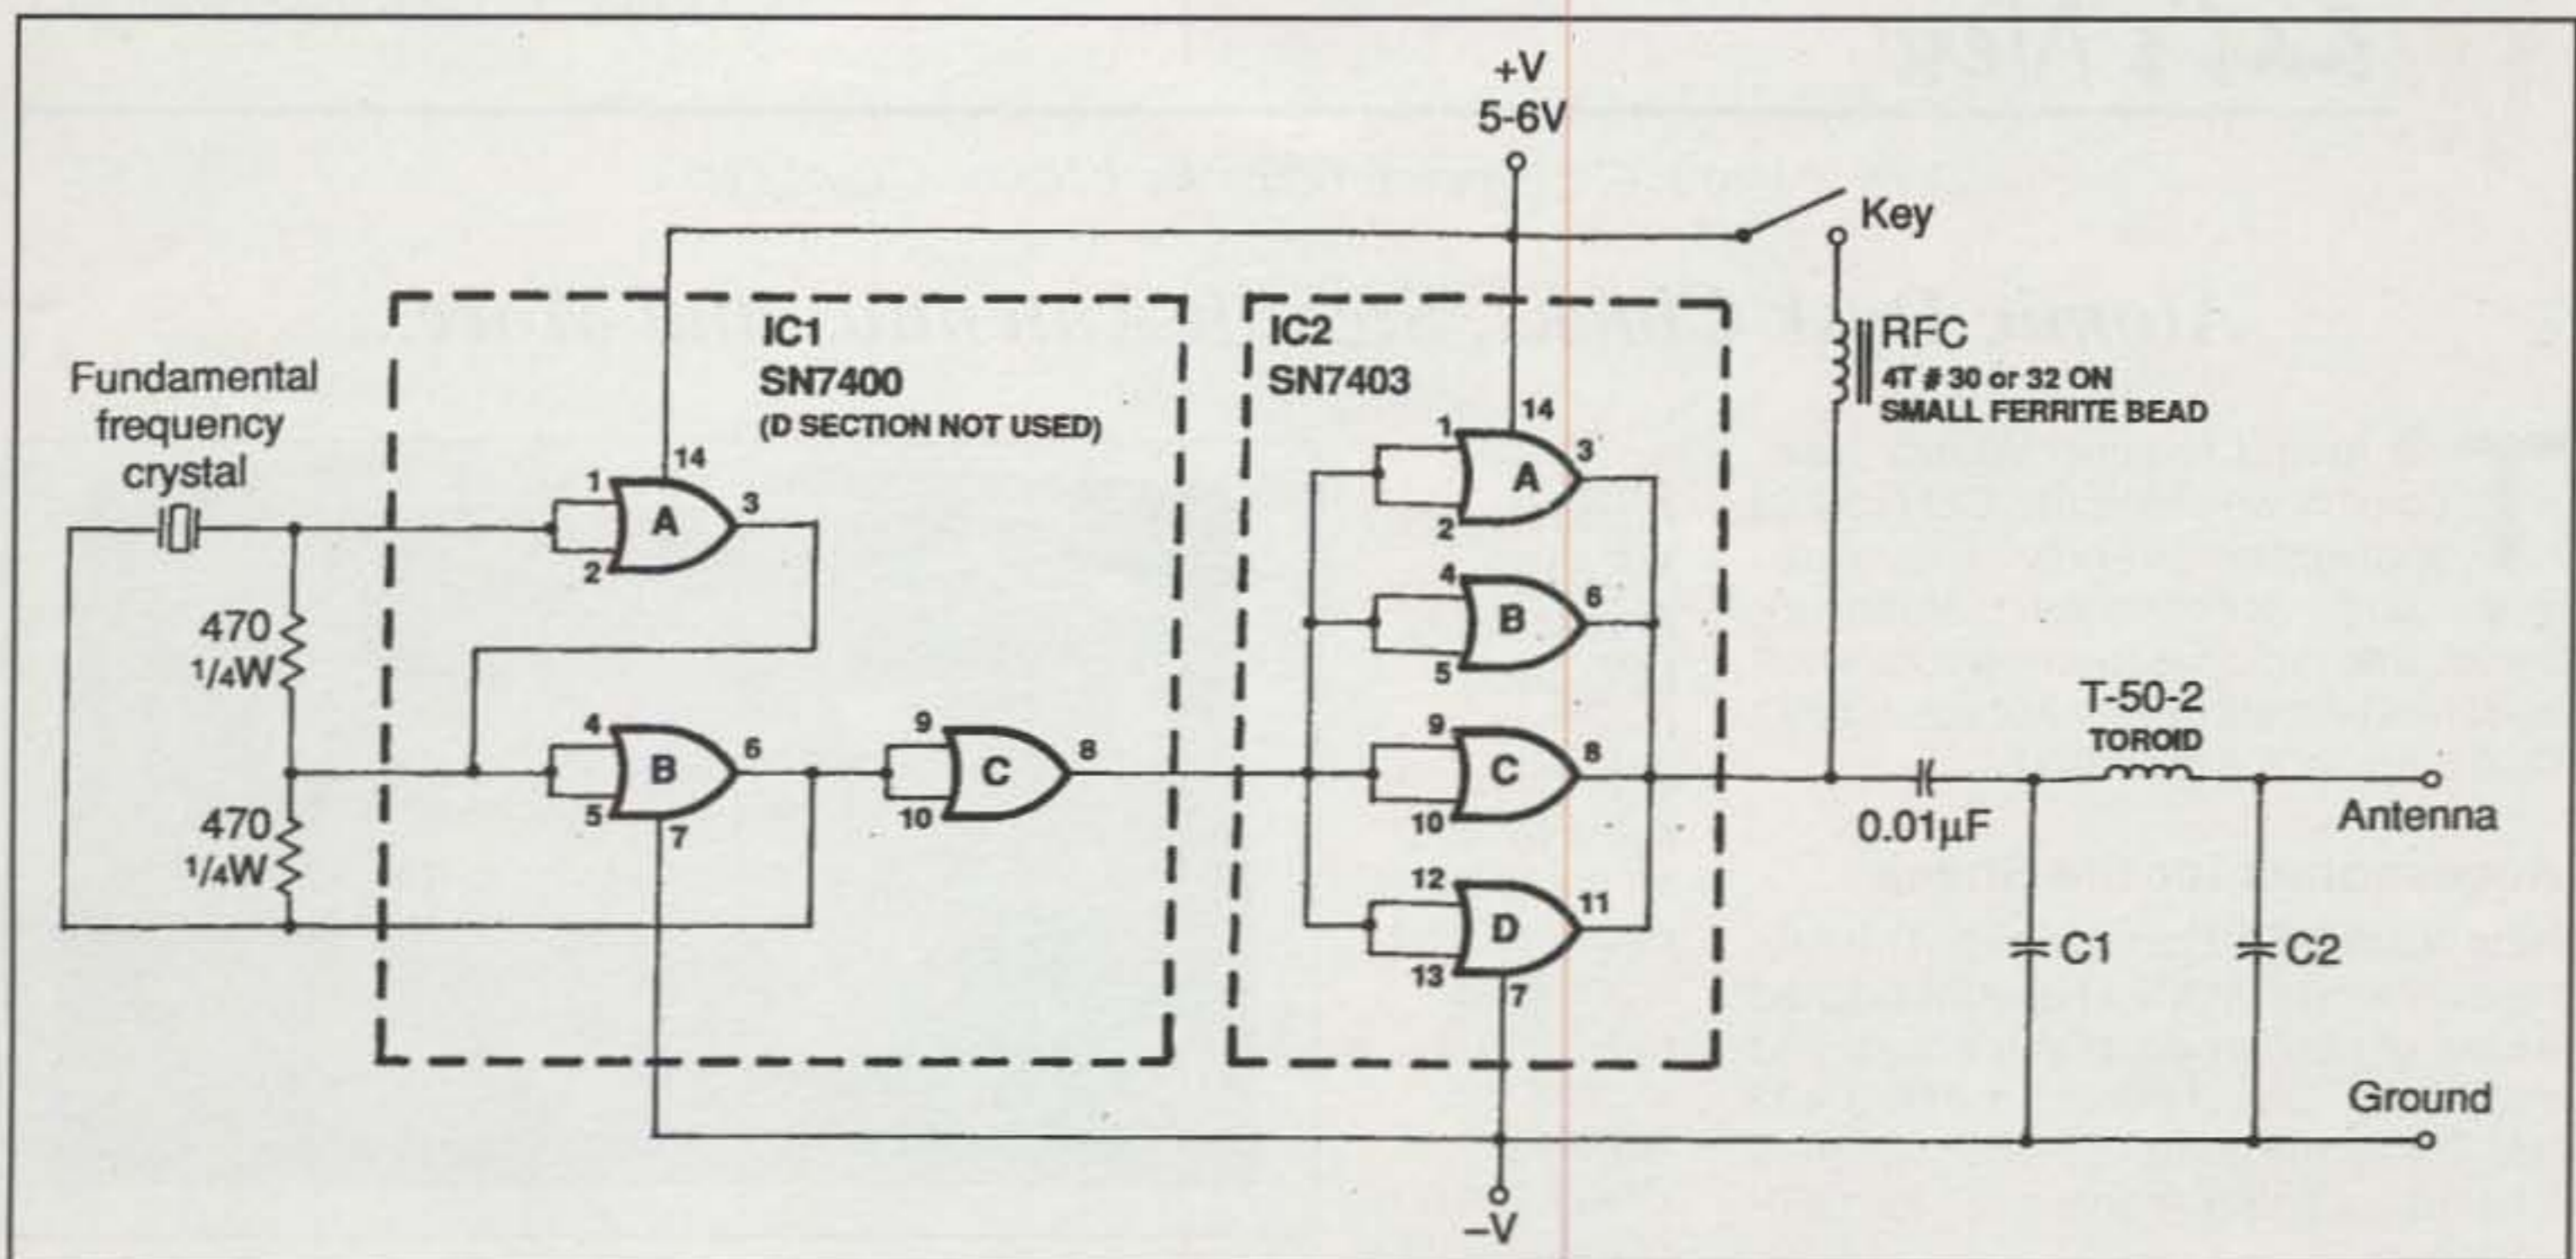 +V
5-6V
Key
IC1
SN7400
(D SECTION NOT USED)
IC2
SN7403
RFC
4T # 30 or 32 ON
SMALL FERRITE BEAD
Fundamental
frequency
crystal
14
1
A
3
2
14
1
A
3
2
4
B
6
5
470
1/4W
4
B
6
5
7
9
C
8
10
9
C
8
10
T-50-2
TOROID
0.01µF
Antenna
470
1/4W
12
D
11
13
7
C1
C2
Ground
–V